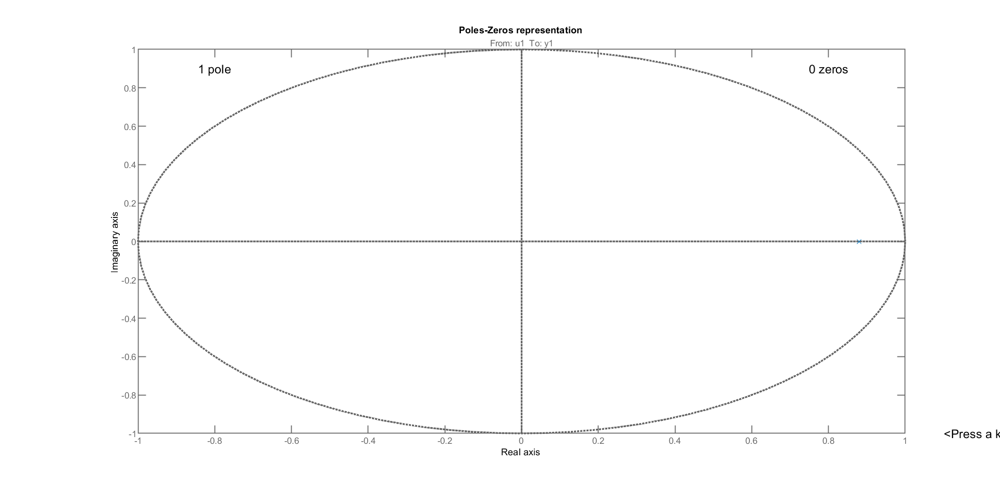 Poles-Zeros representation
From: u1 To: y1
1 pole
0 zeros
1
0.8
0.6
0.4
0.2
0
-0.2
-0.4
-0.6
-0.8
-1
Imaginary axis
-1 -0.8 -0.6 -0.4 -0.2 0 0.2 0.4 0.6 0.8 1
Real axis
<Press a k